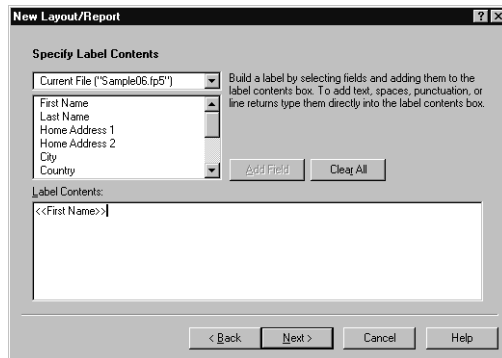 New Layout/Report
Specify Label Contents
Current File ("Sample06.fp5")
First Name
Last Name
Home Address 1
Home Address 2
City
Country
Build a label by selecting fields and adding them to the
label contents box. To add text, spaces, punctuation, or
line returns type them directly into the label contents box.
Add Field
Clear All
Label Contents:
<<First Name>>
< Back
Next >
Cancel
Help